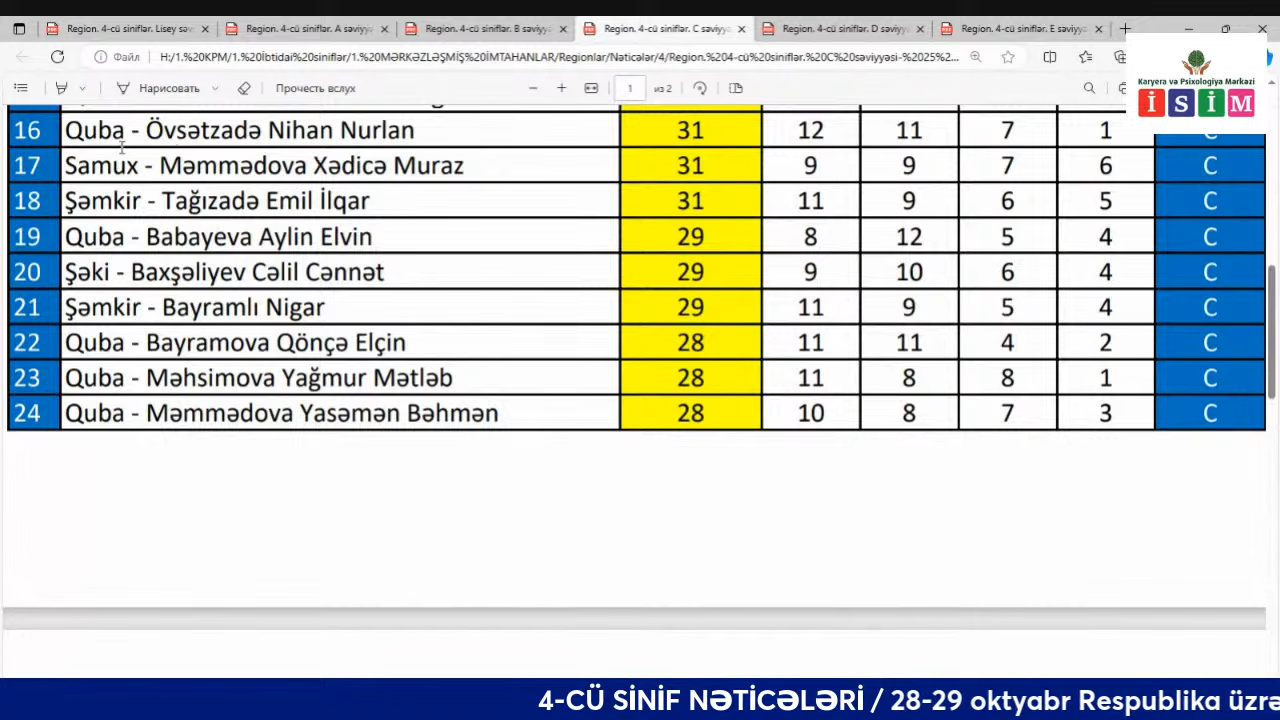 Region. 4-cü siniflər. Lisey sə
Region. 4-cü siniflər. A səviyy
Region. 4-cü siniflər. B səviyy
Region. 4-cü siniflər. C səviyy
Region. 4-cü siniflər. D səviyy
Region. 4-cü siniflər. E səviyy
Файл H:/1.%20KPM/1.%20İbtidai%20siniflər/1.%20MƏRKƏZLƏŞMİŞ%20İMTAHANLAR/Regionlar/Nəticələr/4/Region.%204-cü%20siniflər.%20C%20səviyyəsi-%2025%2...
Karyera və Psixologiya Mərkəzi
İSİM
Нарисовать Прочесть вслух 1 из 2
16 Quba - Övsətzadə Nihan Nurlan 31 12 11 7 1 C
17 Samux - Məmmədova Xədicə Muraz 31 9 9 7 6 C
18 Şəmkir - Tağızadə Emil İlqar 31 11 9 6 5 C
19 Quba - Babayeva Aylin Elvin 29 8 12 5 4 C
20 Şəki - Baxşəliyev Cəlil Cənnət 29 9 10 6 4 C
21 Şəmkir - Bayramlı Nigar 29 11 9 5 4 C
22 Quba - Bayramova Qönçə Elçin 28 11 11 4 2 C
23 Quba - Məhsimova Yağmur Mətləb 28 11 8 8 1 C
24 Quba - Məmmədova Yasəmən Bəhmən 28 10 8 7 3 C
4-CÜ SİNİF NƏTİCƏLƏRİ / 28-29 oktyabr Respublika üzrə